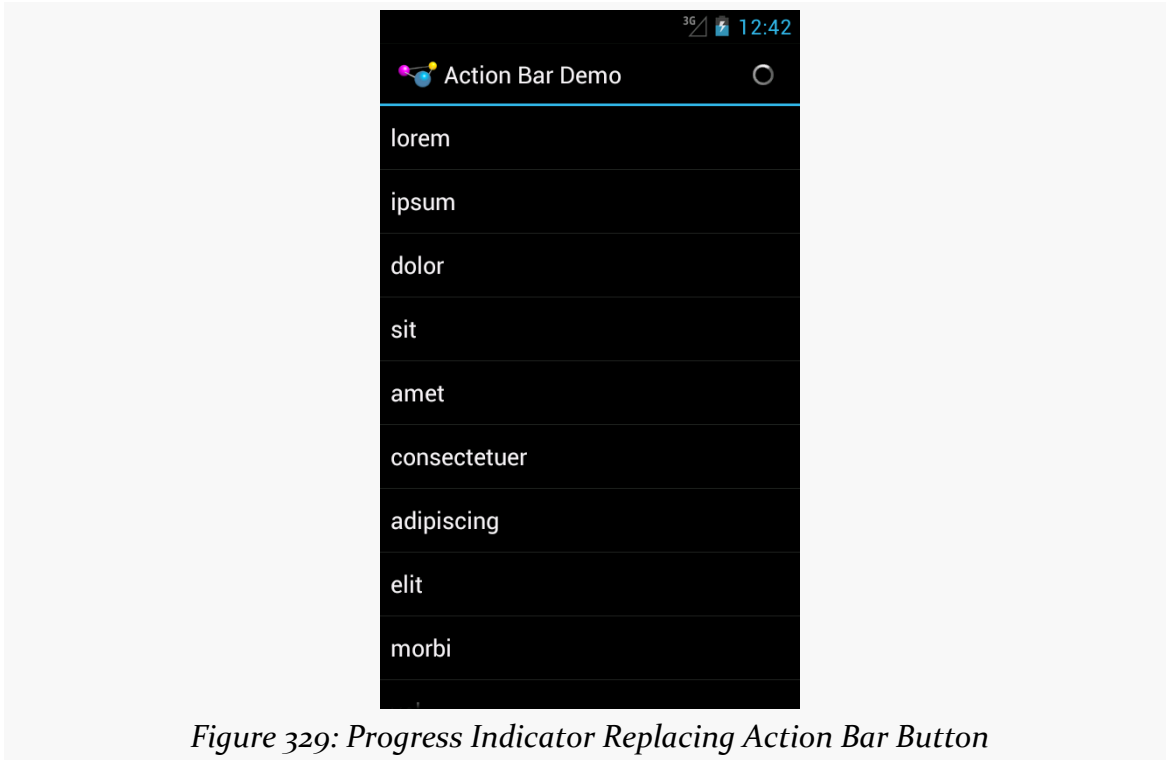 3G 12:42
Action Bar Demo
lorem
ipsum
dolor
sit
amet
consectetuer
adipiscing
elit
morbi
Figure 329: Progress Indicator Replacing Action Bar Button